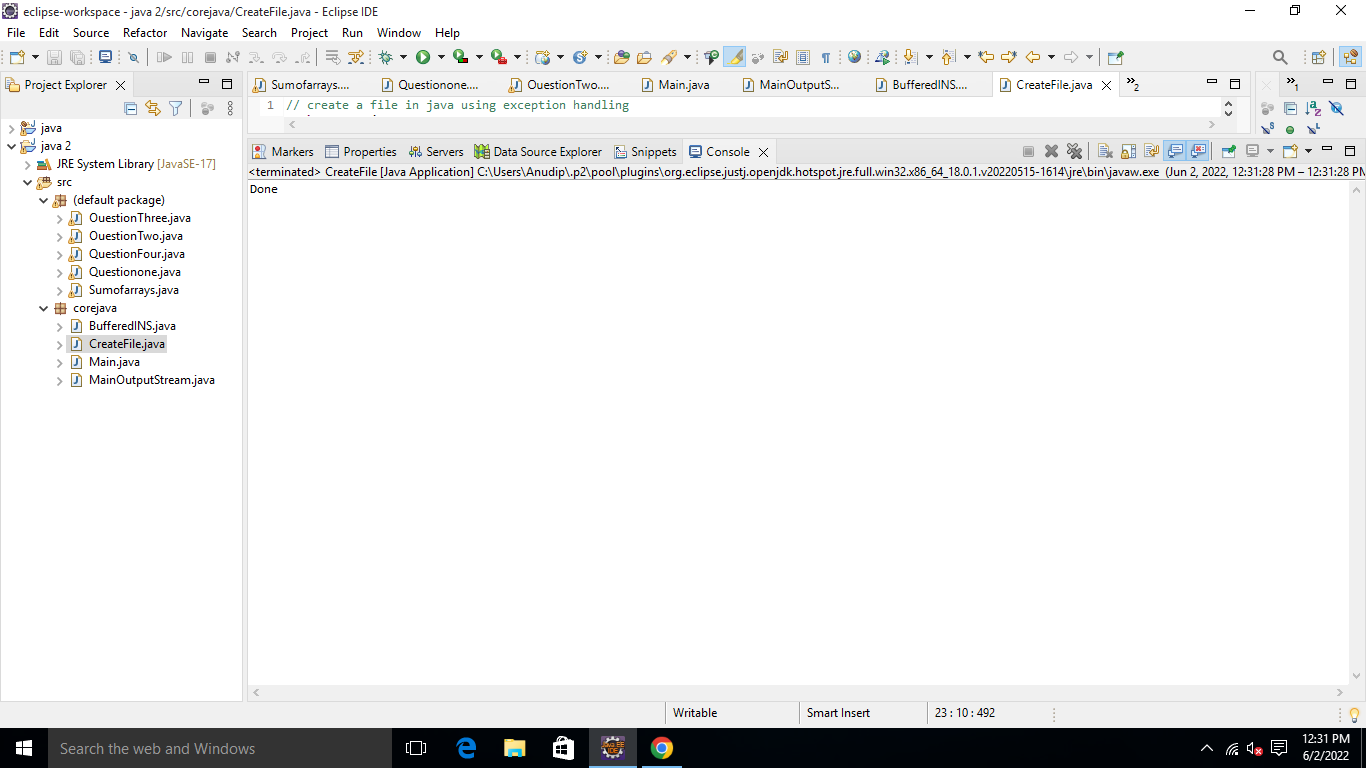 eclipse-workspace - java 2/src/corejava/CreateFile.java - Eclipse IDE
File Edit Source Refactor Navigate Search Project Run Window Help
Project Explorer
Sumofarrays.... Questionone.... OuestionTwo.... Main.java MainOutputS... BufferedINS.... CreateFile.java »2 »1
1 // create a file in java using exception handling
java
java 2
JRE System Library [JavaSE-17]
src
(default package)
OuestionThree.java
OuestionTwo.java
QuestionFour.java
Questionone.java
Sumofarrays.java
corejava
BufferedINS.java
CreateFile.java
Main.java
MainOutputStream.java
Markers Properties Servers Data Source Explorer Snippets Console
<terminated> CreateFile [Java Application] C:\Users\Anudip\.p2\pool\plugins\org.eclipse.justj.openjdk.hotspot.jre.full.win32.x86_64_18.0.1.v20220515-1614\jre\bin\javaw.exe (Jun 2, 2022, 12:31:28 PM – 12:31:28 PM
Done
Writable Smart Insert 23 : 10 : 492
Search the web and Windows
12:31 PM
6/2/2022